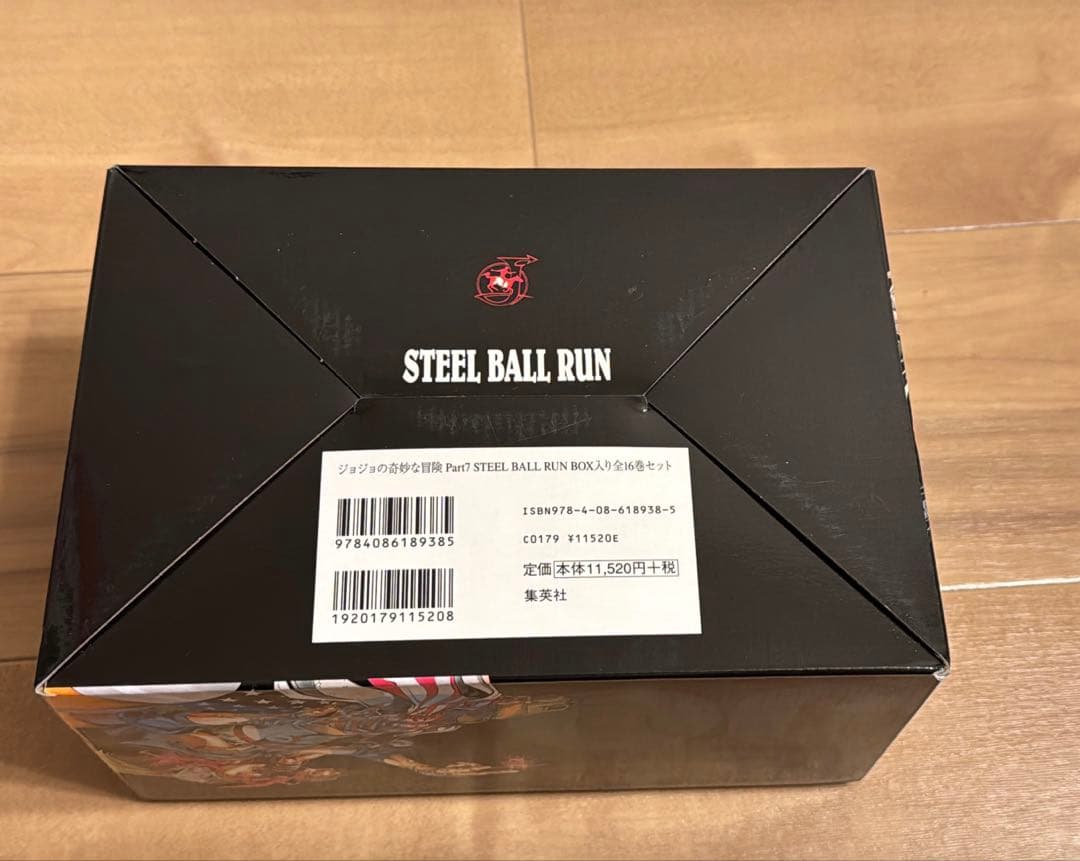 STEEL BALL RUN
ジョジョの奇妙な冒険 Part7 STEEL BALL RUN BOX入り全16巻セット
9784086189385
ISBN978-4-08-618938-5
C0179 ¥11520E
1920179115208
定価 本体11,520円+税
集英社